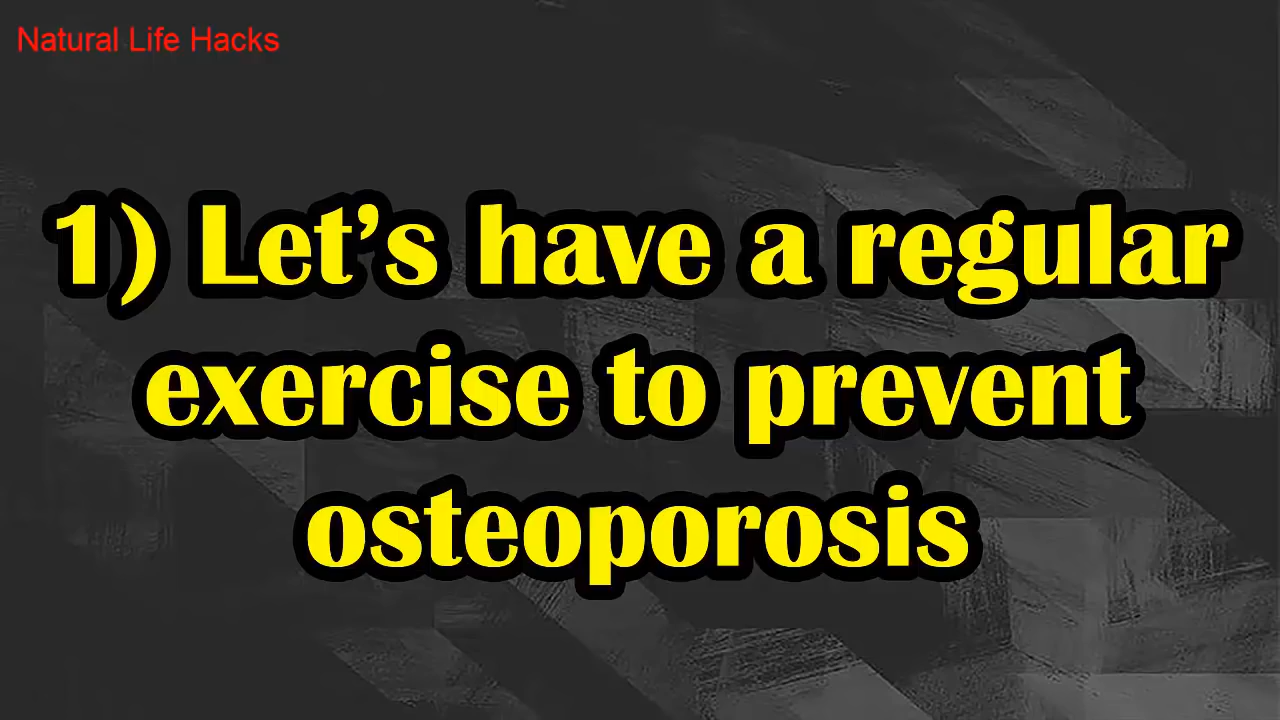 Natural Life Hacks
1) Let’s have a regular
exercise to prevent
osteoporosis